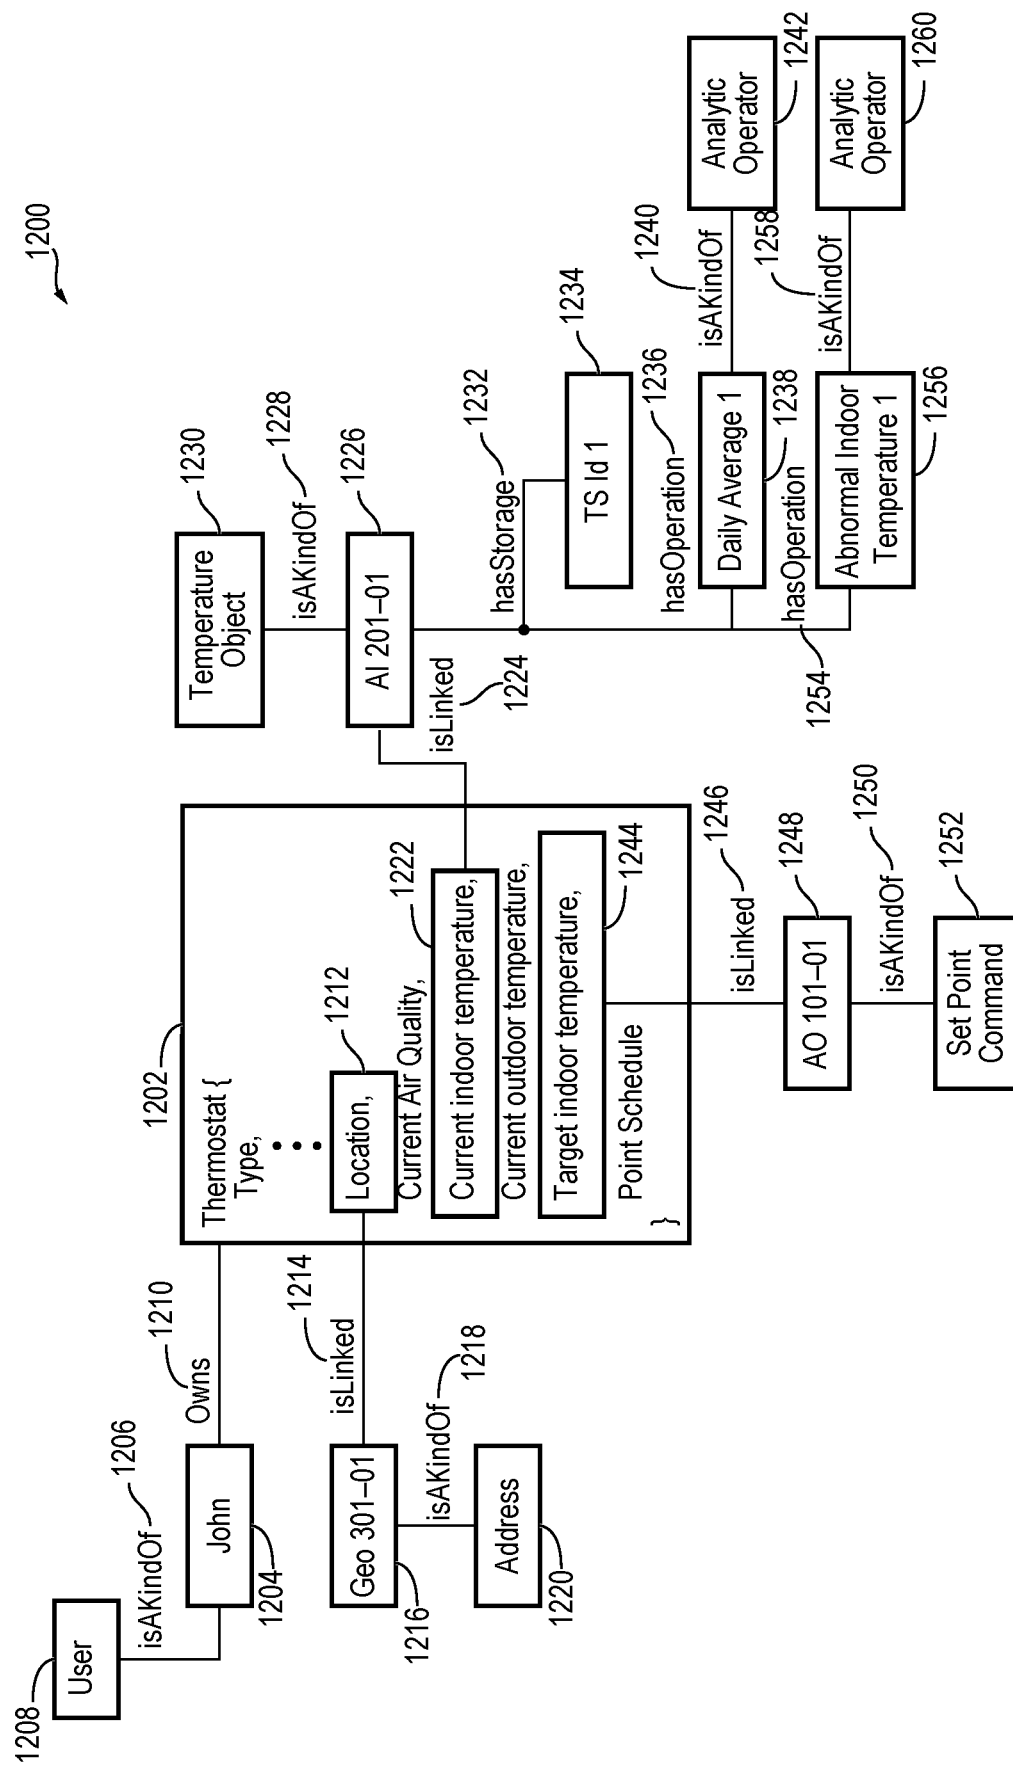 1200
1208
User
isAKindOf
1206
John
1204
Owns
1210
1202
Thermostat {
Type,
Location,
1212
Current Air Quality,
Current indoor temperature,
1222
Current outdoor temperature,
Target indoor temperature,
1244
Point Schedule
}
isLinked
1214
Geo 301–01
1216
isAKindOf
1218
Address
1220
Temperature
Object
1230
isAKindOf
1228
AI 201–01
1226
isLinked
1224
hasStorage
1232
TS Id 1
1234
hasOperation
1236
Daily Average 1
1238
isAKindOf
1240
Analytic
Operator
1242
hasOperation
1254
Abnormal Indoor
Temperature 1
1256
isAKindOf
1258
Analytic
Operator
1260
isLinked
1246
AO 101–01
1248
isAKindOf
1250
Set Point
Command
1252